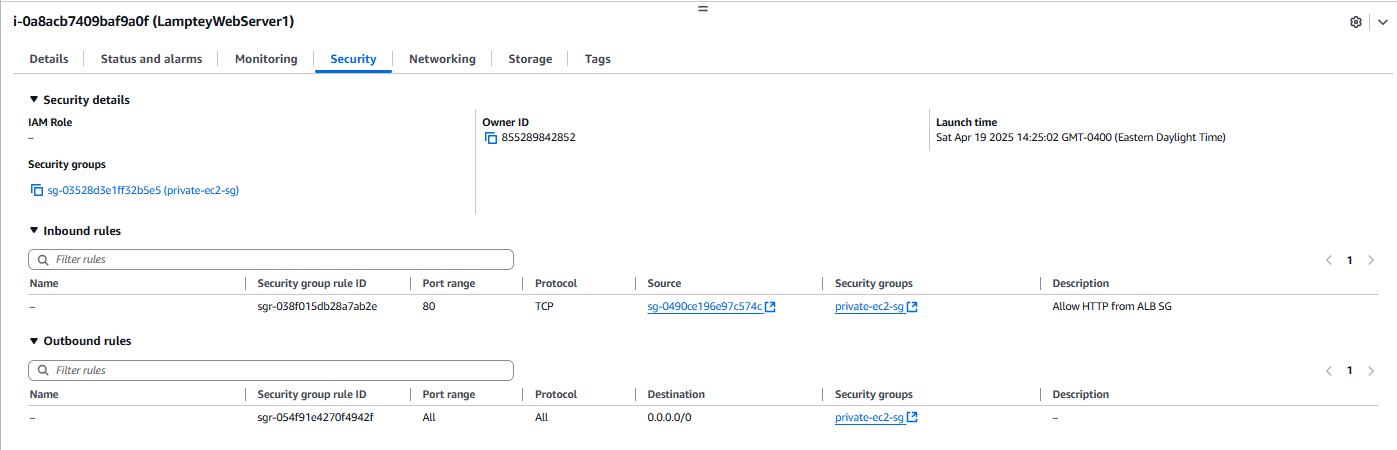 i-0a8acb7409baf9a0f (LampteyWebServer1)
Details Status and alarms Monitoring Security Networking Storage Tags
▼ Security details
IAM Role Owner ID Launch time
– 855289842852 Sat Apr 19 2025 14:25:02 GMT-0400 (Eastern Daylight Time)
Security groups
sg-03528d3e1ff32b5e5 (private-ec2-sg)
▼ Inbound rules
Filter rules 1
Name Security group rule ID Port range Protocol Source Security groups Description
– sgr-038f015db28a7ab2e 80 TCP sg-0490ce196e97c574c private-ec2-sg Allow HTTP from ALB SG
▼ Outbound rules
Filter rules 1
Name Security group rule ID Port range Protocol Destination Security groups Description
– sgr-054f91e4270f4942f All All 0.0.0.0/0 private-ec2-sg –